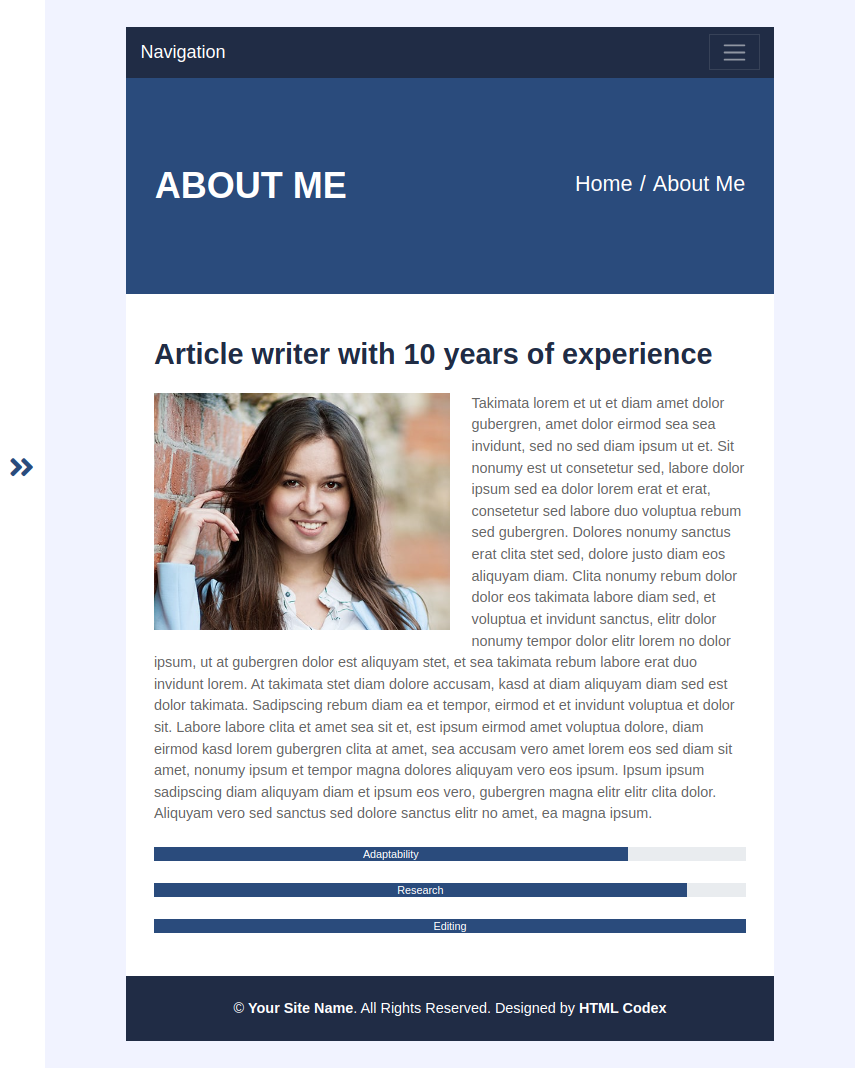 Navigation
ABOUT ME
Home / About Me
Article writer with 10 years of experience
Takimata lorem et ut et diam amet dolor
gubergren, amet dolor eirmod sea sea
invidunt, sed no sed diam ipsum ut et. Sit
nonumy est ut consetetur sed, labore dolor
ipsum sed ea dolor lorem erat et erat,
consetetur sed labore duo voluptua rebum
sed gubergren. Dolores nonumy sanctus
erat clita stet sed, dolore justo diam eos
aliquyam diam. Clita nonumy rebum dolor
dolor eos takimata labore diam sed, et
voluptua et invidunt sanctus, elitr dolor
nonumy tempor dolor elitr lorem no dolor
ipsum, ut at gubergren dolor est aliquyam stet, et sea takimata rebum labore erat duo
invidunt lorem. At takimata stet diam dolore accusam, kasd at diam aliquyam diam sed est
dolor takimata. Sadipscing rebum diam ea et tempor, eirmod et et invidunt voluptua et dolor
sit. Labore labore clita et amet sea sit et, est ipsum eirmod amet voluptua dolore, diam
eirmod kasd lorem gubergren clita at amet, sea accusam vero amet lorem eos sed diam sit
amet, nonumy ipsum et tempor magna dolores aliquyam vero eos ipsum. Ipsum ipsum
sadipscing diam aliquyam diam et ipsum eos vero, gubergren magna elitr elitr clita dolor.
Aliquyam vero sed sanctus sed dolore sanctus elitr no amet, ea magna ipsum.
Adaptability
Research
Editing
© Your Site Name. All Rights Reserved. Designed by HTML Codex